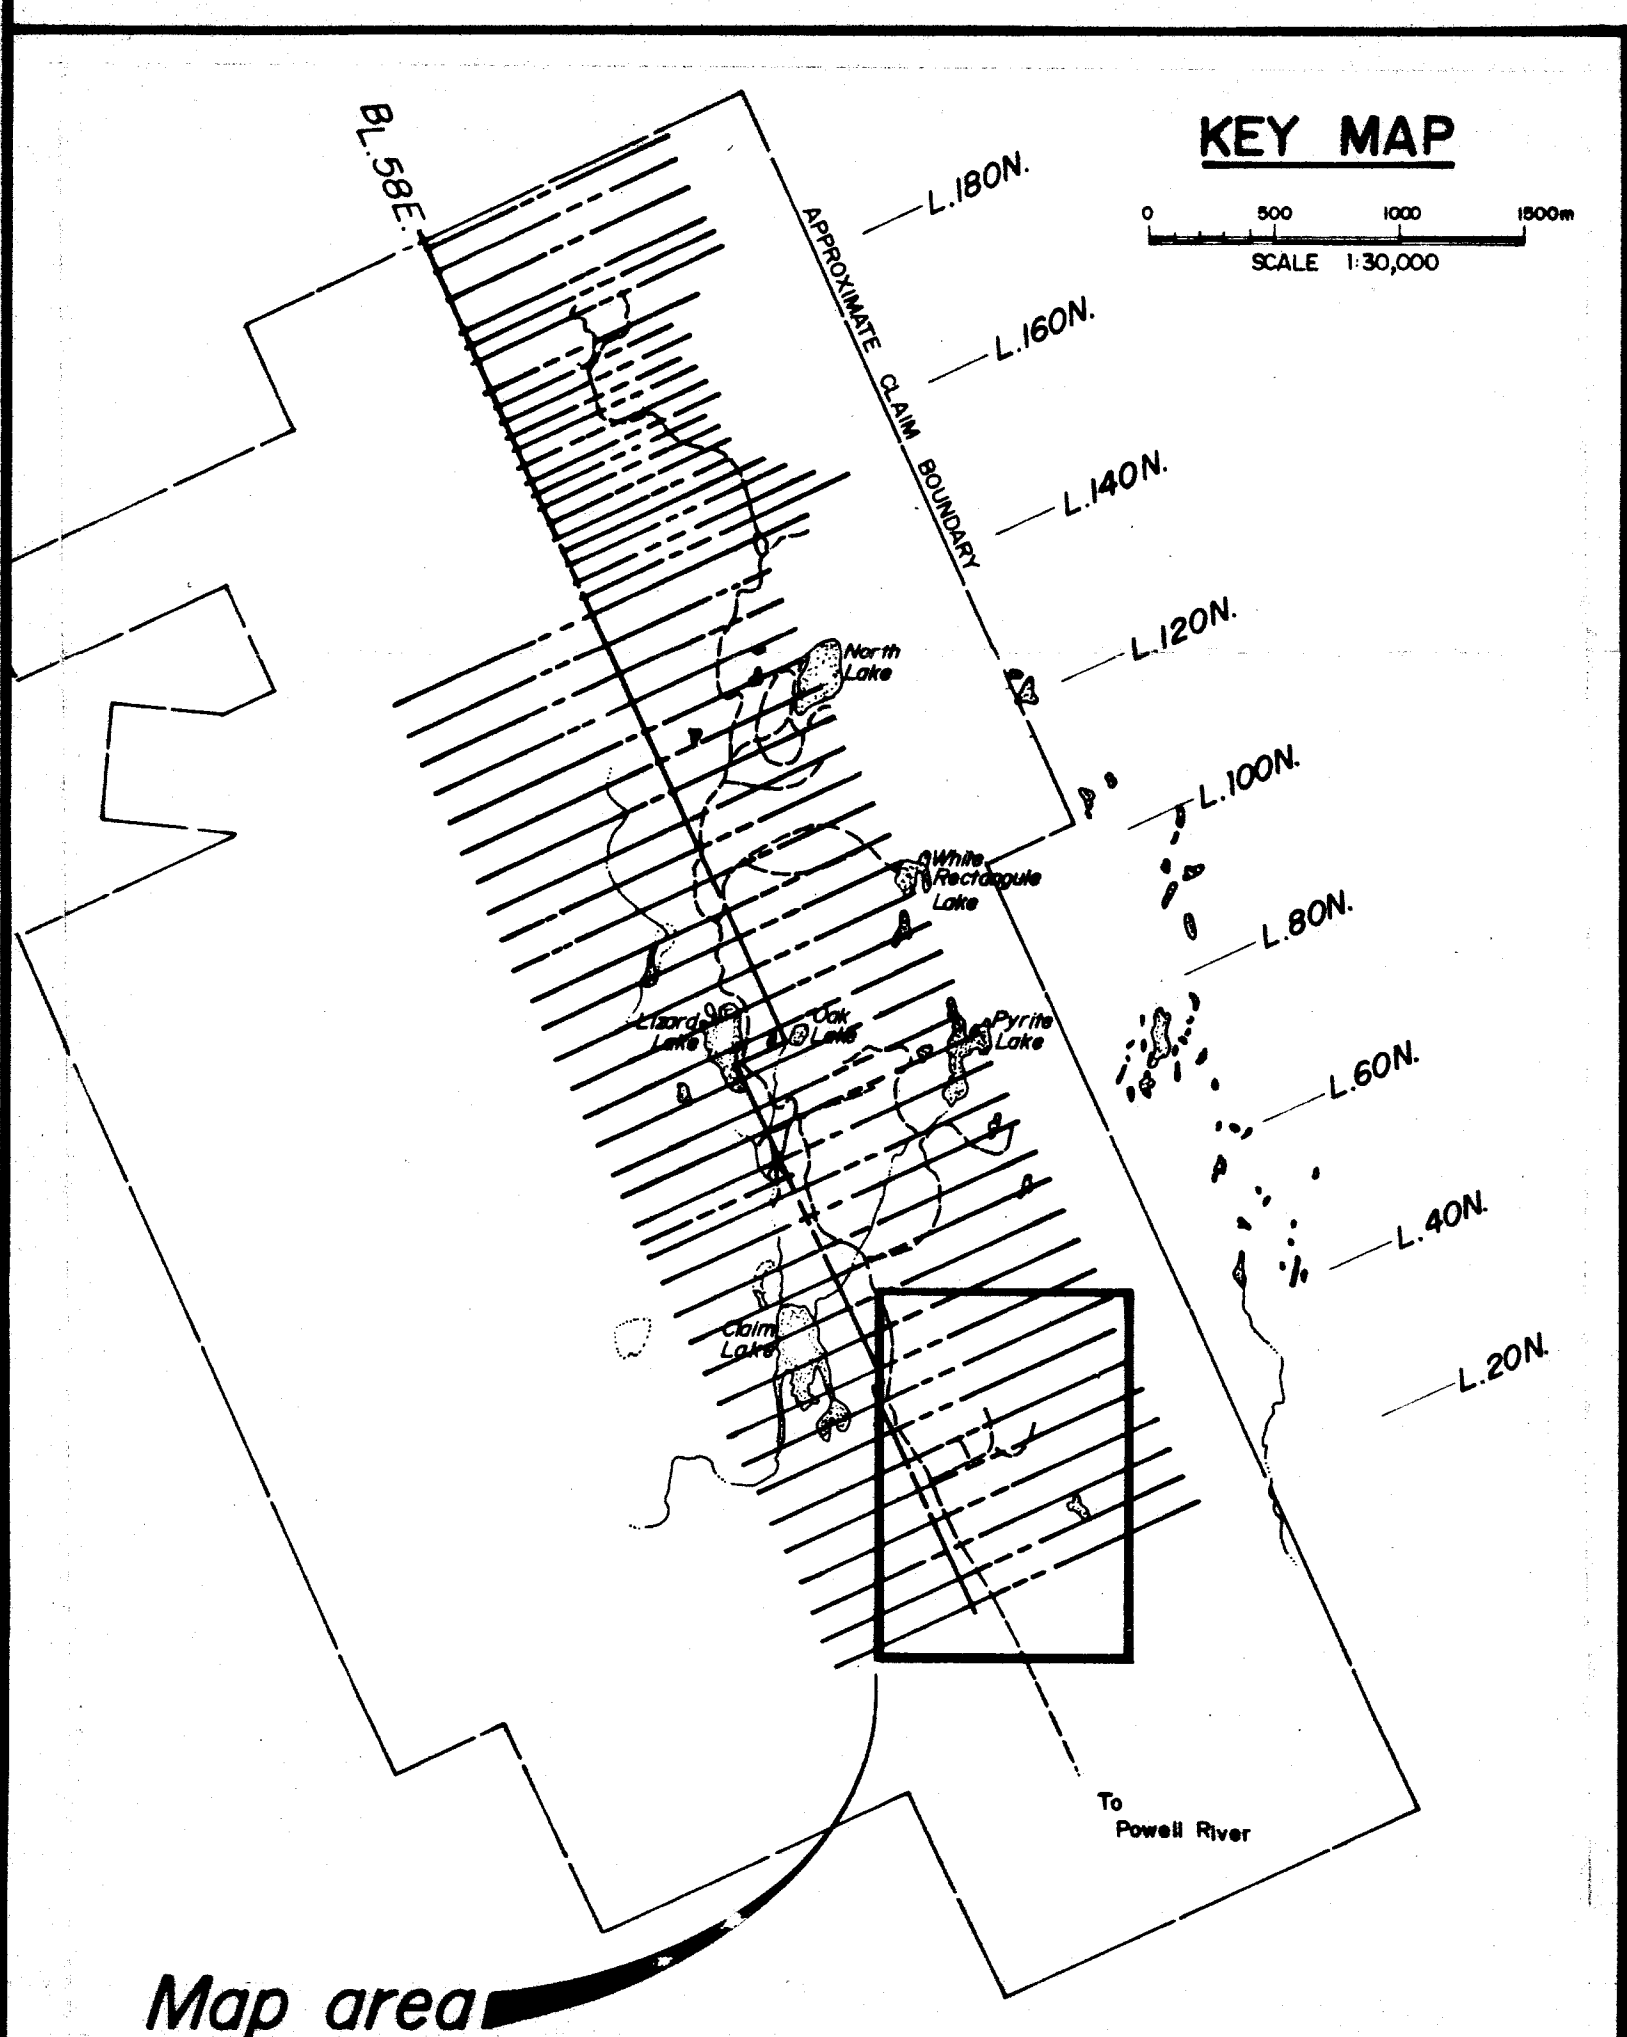 KEY MAP
0 500 1000 1500m
SCALE 1:30,000
BL.58E.
L.180N.
APPROXIMATE CLAIM BOUNDARY
L.160N.
L.140N.
L.120N.
North
Lake
L.100N.
White
Rectangule
Lake
L.80N.
Lizard
Lake
Oak
Lake
Pyrite
Lake
L.60N.
L.40N.
Claim
Lake
L.20N.
To
Powell River
Map area